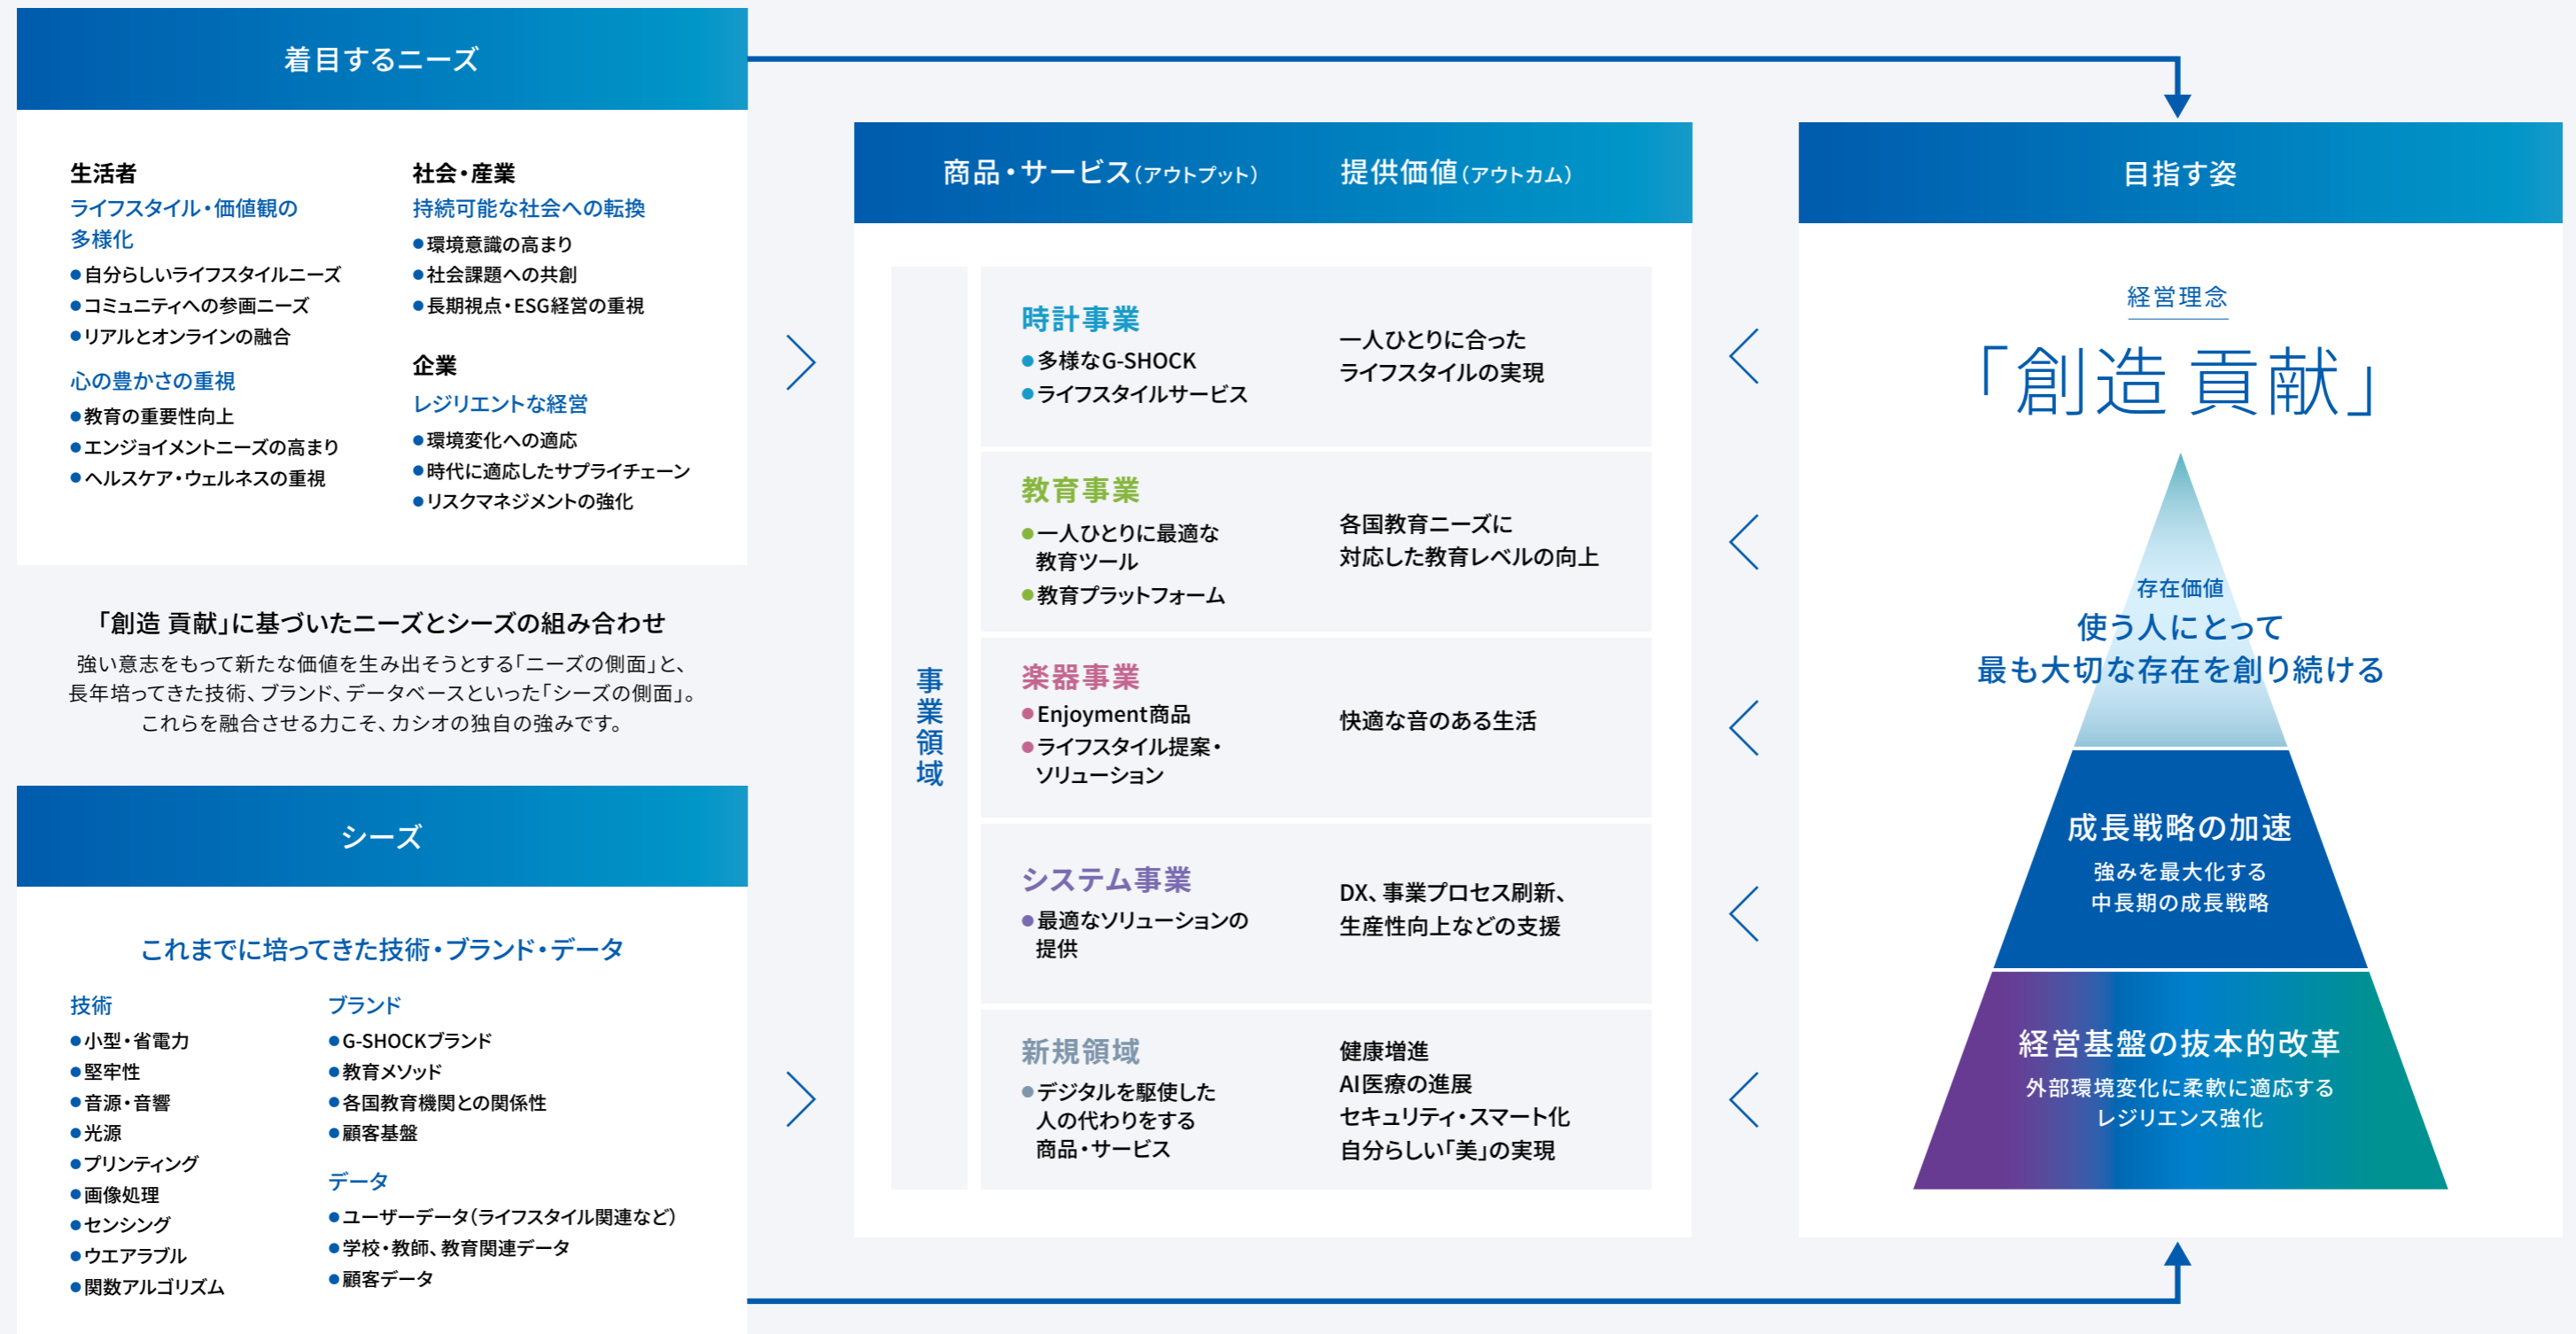 着目するニーズ
生活者
ライフスタイル・価値観の
多様化
●自分らしいライフスタイルニーズ
●コミュニティへの参画ニーズ
●リアルとオンラインの融合
心の豊かさの重視
●教育の重要性向上
●エンジョイメントニーズの高まり
●ヘルスケア・ウェルネスの重視
社会・産業
持続可能な社会への転換
●環境意識の高まり
●社会課題への共創
●長期視点・ESG経営の重視
企業
レジリエントな経営
●環境変化への適応
●時代に適応したサプライチェーン
●リスクマネジメントの強化
「創造 貢献」に基づいたニーズとシーズの組み合わせ
強い意志をもって新たな価値を生み出そうとする「ニーズの側面」と、
長年培ってきた技術、ブランド、データベースといった「シーズの側面」。
これらを融合させる力こそ、カシオの独自の強みです。
シーズ
これまでに培ってきた技術・ブランド・データ
技術
●小型・省電力
●堅牢性
●音源・音響
●光源
●プリンティング
●画像処理
●センシング
●ウエアラブル
●関数アルゴリズム
ブランド
●G-SHOCKブランド
●教育メソッド
●各国教育機関との関係性
●顧客基盤
データ
●ユーザーデータ(ライフスタイル関連など)
●学校・教師、教育関連データ
●顧客データ
商品・サービス(アウトプット)
提供価値(アウトカム)
事業領域
時計事業
●多様なG-SHOCK
●ライフスタイルサービス
一人ひとりに合った
ライフスタイルの実現
教育事業
●一人ひとりに最適な
教育ツール
●教育プラットフォーム
各国教育ニーズに
対応した教育レベルの向上
楽器事業
●Enjoyment商品
●ライフスタイル提案・
ソリューション
快適な音のある生活
システム事業
●最適なソリューションの
提供
DX、事業プロセス刷新、
生産性向上などの支援
新規領域
●デジタルを駆使した
人の代わりをする
商品・サービス
健康増進
AI医療の進展
セキュリティ・スマート化
自分らしい「美」の実現
目指す姿
経営理念
「創造 貢献」
存在価値
使う人にとって
最も大切な存在を創り続ける
成長戦略の加速
強みを最大化する
中長期の成長戦略
経営基盤の抜本的改革
外部環境変化に柔軟に適応する
レジリエンス強化